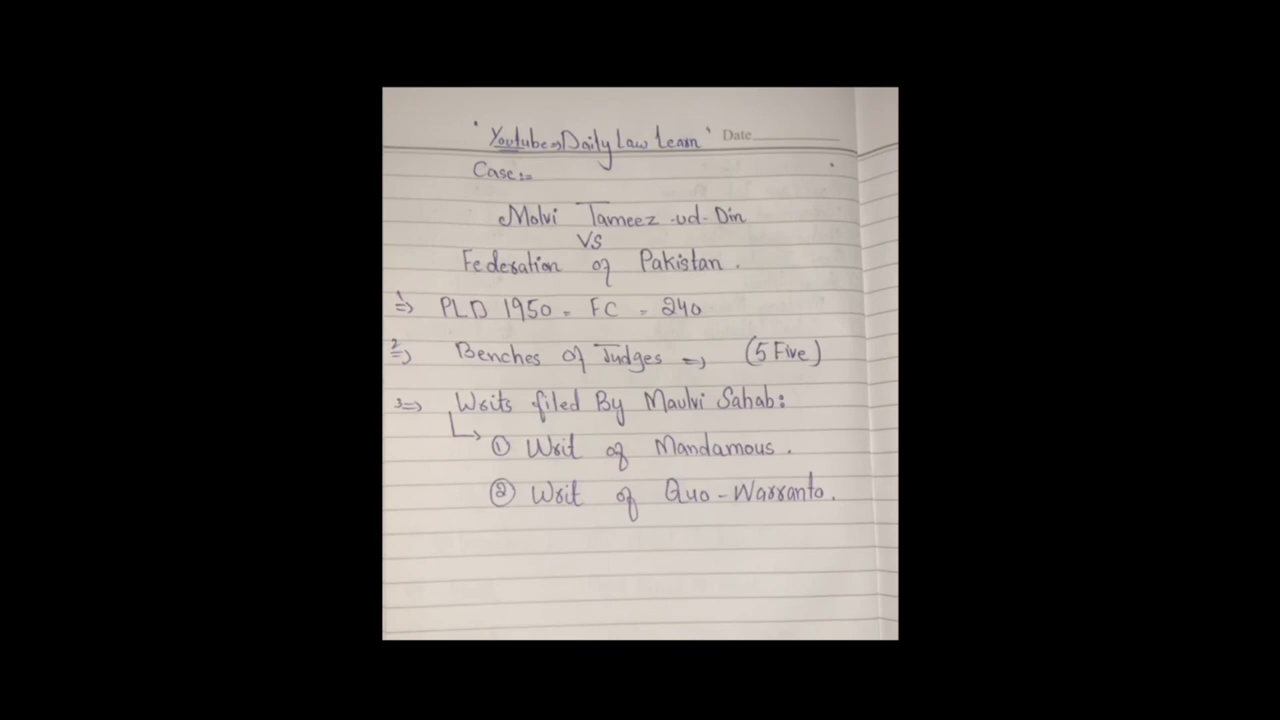 " Youtube => Daily Law Learn " Date
Case:=
Molvi Tameez-ud-Din
VS
Federation of Pakistan.
1=> PLD 1950 = FC = 240
2=> Benches of Judges => (5 Five)
3=> Writs filed By Maulvi Sahab:
① Writ of Mandamous.
② Writ of Quo-Warranto.